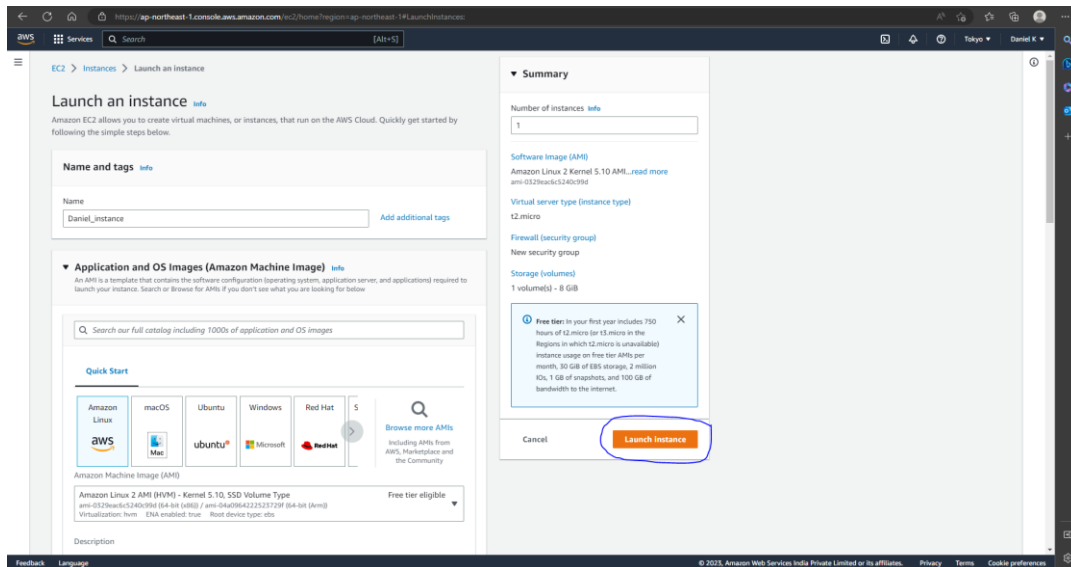 https://ap-northeast-1.console.aws.amazon.com/ec2/home?region=ap-northeast-1#LaunchInstances:
aws
Services
Search
[Alt+S]
Tokyo
Daniel K
EC2 > Instances > Launch an instance
Launch an instance Info
Amazon EC2 allows you to create virtual machines, or instances, that run on the AWS Cloud. Quickly get started by
following the simple steps below.
Name and tags Info
Name
Daniel_instance
Add additional tags
Application and OS Images (Amazon Machine Image) Info
An AMI is a template that contains the software configuration (operating system, application server, and applications) required to
launch your instance. Search or Browse for AMIs if you don't see what you are looking for below
Search our full catalog including 1000s of application and OS images
Quick Start
Amazon
Linux
aws
macOS
Mac
Ubuntu
ubuntu
Windows
Microsoft
Red Hat
Red Hat
S
Browse more AMIs
Including AMIs from
AWS, Marketplace and
the Community
Amazon Machine Image (AMI)
Amazon Linux 2 AMI (HVM) - Kernel 5.10, SSD Volume Type
Free tier eligible
ami-0329eac6c5240c99d (64-bit (x86)) / ami-04a0964222523729f (64-bit (Arm))
Virtualization: hvm ENA enabled: true Root device type: ebs
Description
Summary
Number of instances Info
1
Software Image (AMI)
Amazon Linux 2 Kernel 5.10 AMI...read more
ami-0329eac6c5240c99d
Virtual server type (instance type)
t2.micro
Firewall (security group)
New security group
Storage (volumes)
1 volume(s) - 8 GiB
Free tier: In your first year includes 750
hours of t2.micro (or t3.micro in the
Regions in which t2.micro is unavailable)
instance usage on free tier AMIs per
month, 30 GiB of EBS storage, 2 million
IOs, 1 GB of snapshots, and 100 GB of
bandwidth to the internet.
Cancel
Launch instance
Feedback
Language
© 2023, Amazon Web Services India Private Limited or its affiliates.
Privacy
Terms
Cookie preferences